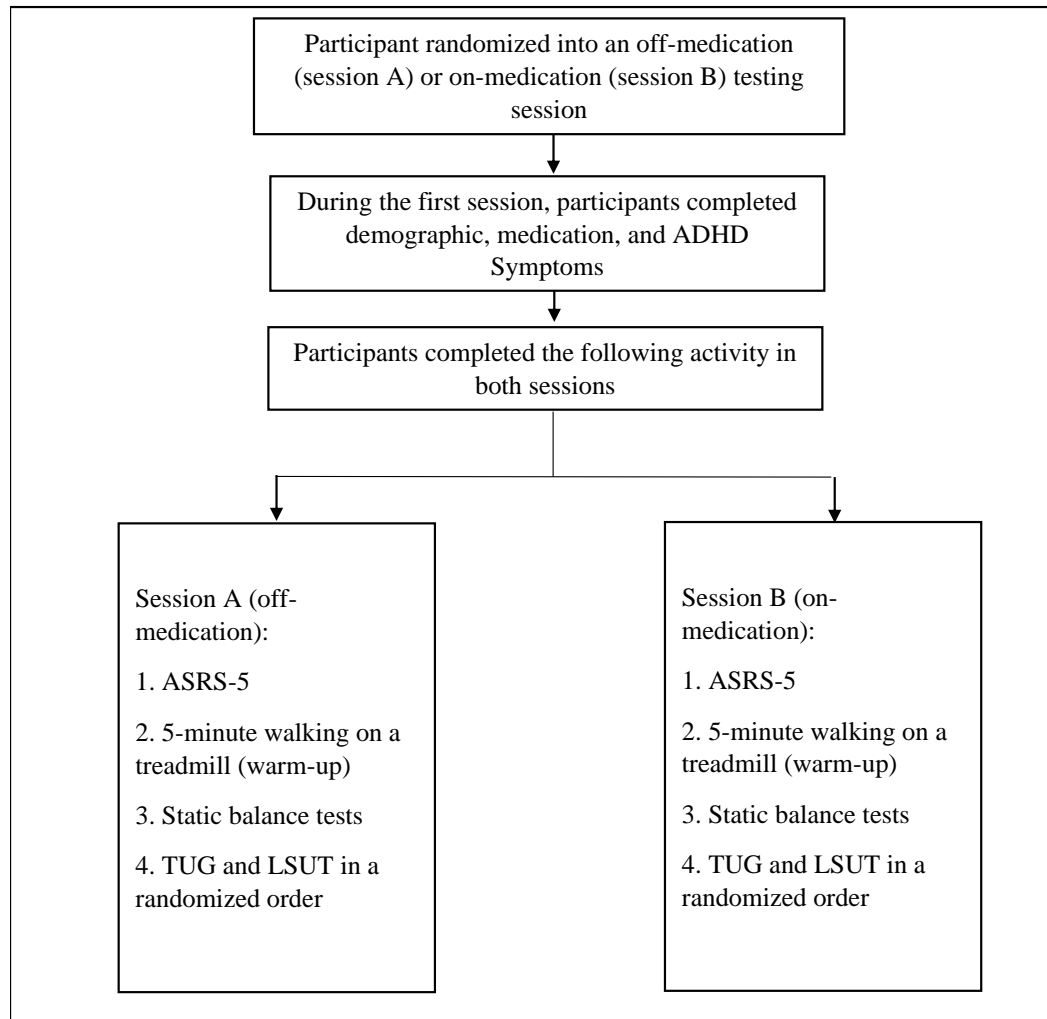 Participant randomized into an off-medication
(session A) or on-medication (session B) testing
session
During the first session, participants completed
demographic, medication, and ADHD
Symptoms
Participants completed the following activity in
both sessions
Session A (off-
medication):
1. ASRS-5
2. 5-minute walking on a
treadmill (warm-up)
3. Static balance tests
4. TUG and LSUT in a
randomized order
Session B (on-
medication):
1. ASRS-5
2. 5-minute walking on a
treadmill (warm-up)
3. Static balance tests
4. TUG and LSUT in a
randomized order